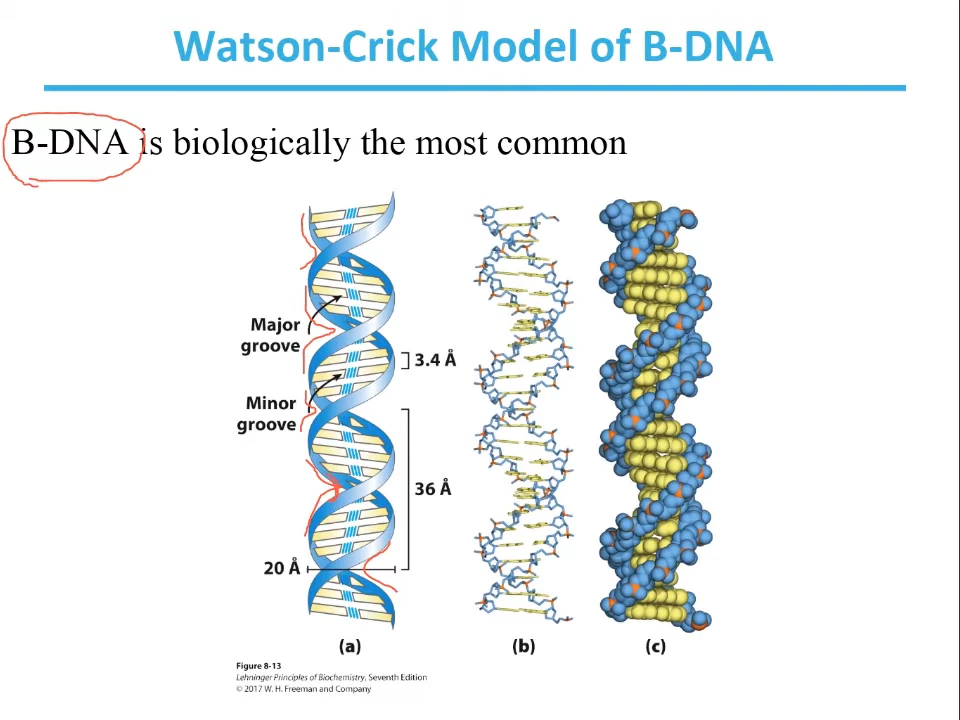 Watson-Crick Model of B-DNA
B-DNA is biologically the most common
Major
groove
3.4 Å
Minor
groove
36 Å
20 Å
(a)
(b)
(c)
Figure 8-13
Lehninger Principles of Biochemistry, Seventh Edition
© 2017 W. H. Freeman and Company